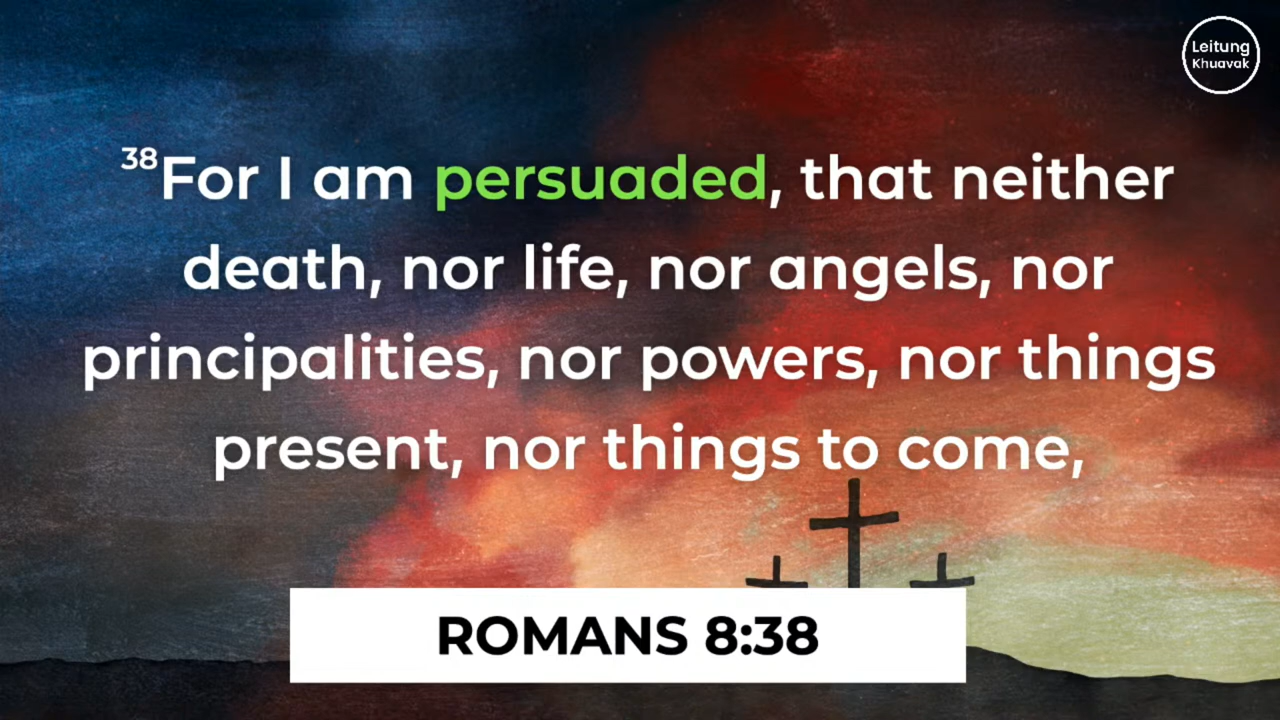 Leitung
Khuavak
38For I am persuaded, that neither
death, nor life, nor angels, nor
principalities, nor powers, nor things
present, nor things to come,
ROMANS 8:38